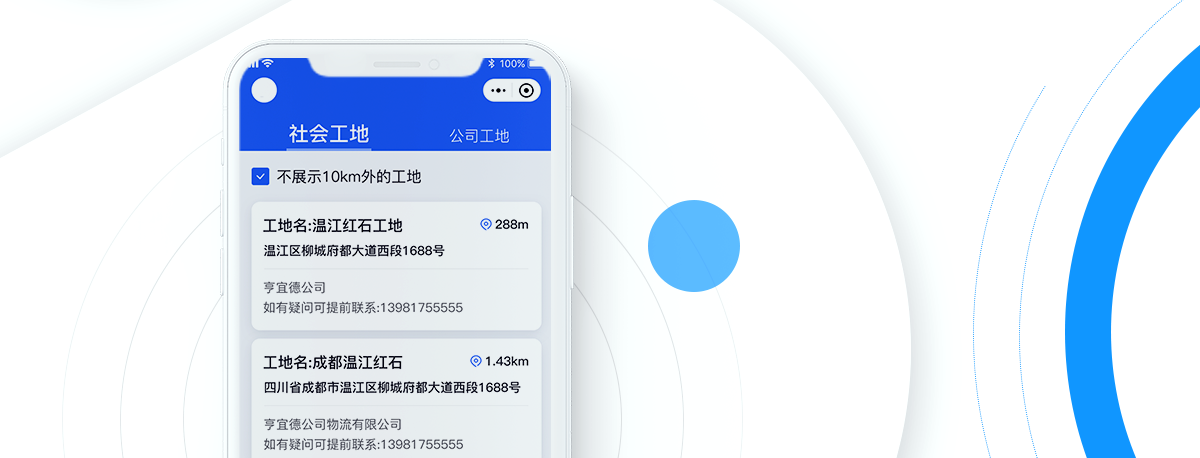 100%
社会工地
公司工地
不展示10km外的工地
工地名:温江红石工地
288m
温江区柳城府都大道西段1688号
亨宜德公司
如有疑问可提前联系:13981755555
工地名:成都温江红石
1.43km
四川省成都市温江区柳城府都大道西段1688号
亨宜德公司物流有限公司
如有疑问可提前联系:13981755555